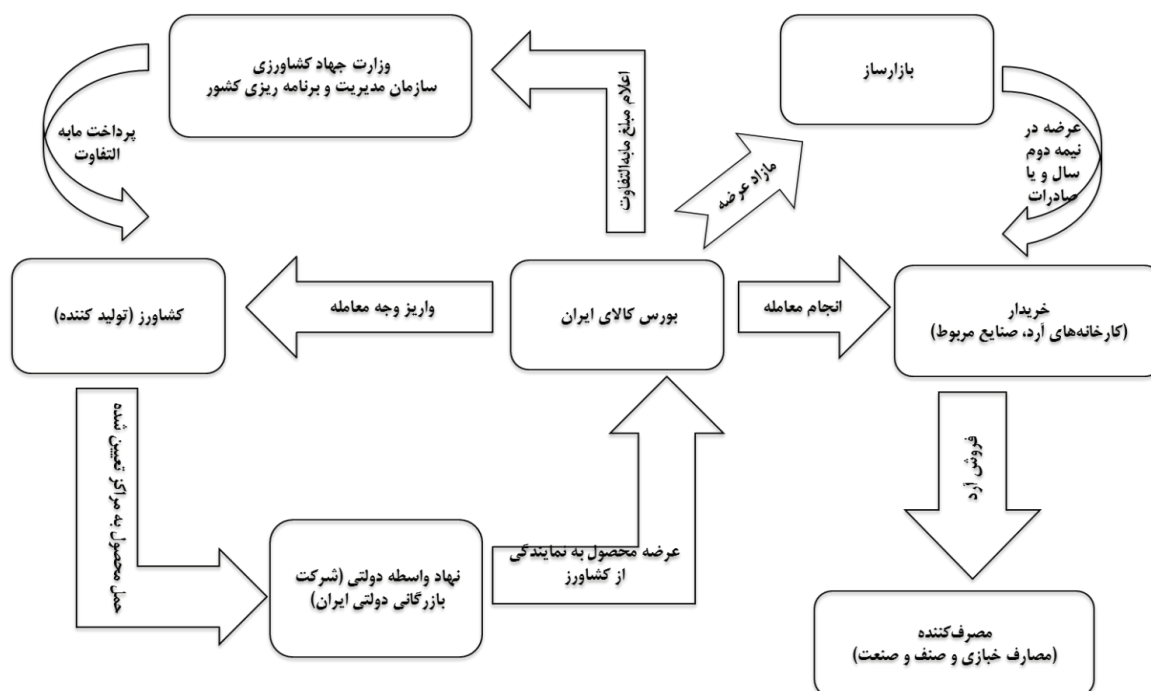 وزارت جهاد کشاورزی
سازمان مدیریت و برنامه ریزی کشور
بازارساز
پرداخت مابه
التفاوت
اعلام مبلغ مابه‌التفاوت
مازاد عرضه
عرضه در
نیمه دوم
سال و یا
صادرات
کشاورز (تولید کننده)
واریز وجه معامله
بورس کالای ایران
انجام معامله
خریدار
(کارخانه‌های آرد، صنایع مربوط)
حمل محصول به مراکز تعیین شده
نهاد واسطه دولتی (شرکت
بازرگانی دولتی ایران)
عرضه محصول به نمایندگی
از کشاورز
فروش آرد
مصرف‌کننده
(مصارف خبازی و صنف و صنعت)